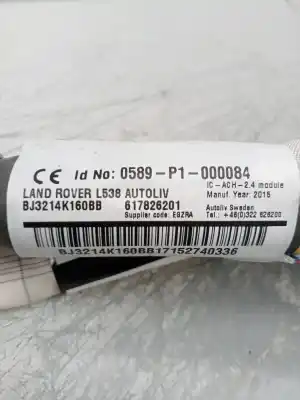 CE Id No: 0589-P1-000084
IC-ACH-2.4 module
LAND ROVER L538 AUTOLIV Manuf. Year: 2015
BJ3214K160BB 617826201 Autoliv Sweden
Supplier code: EGZRA Tel.: +46(0)322 626200
BJ3214K160BB17152740336